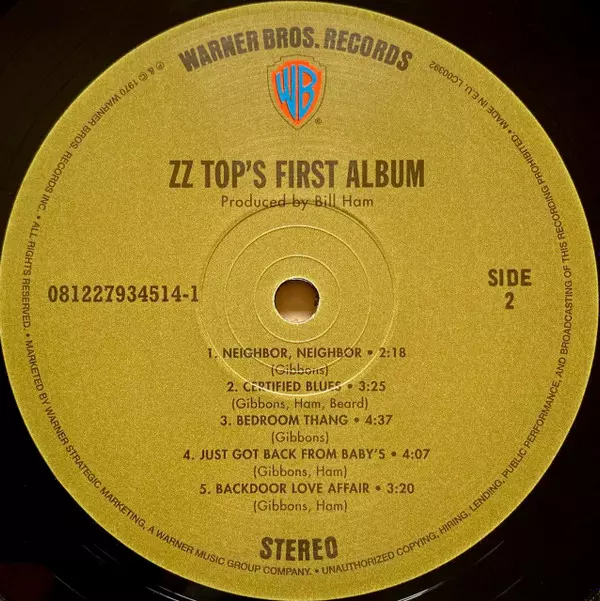 WARNER BROS. RECORDS
WB
®
ZZ TOP'S FIRST ALBUM
Produced by Bill Ham
081227934514-1
SIDE
2
1. NEIGHBOR, NEIGHBOR • 2:18
(Gibbons)
2. CERTIFIED BLUES • 3:25
(Gibbons, Ham, Beard)
3. BEDROOM THANG • 4:37
(Gibbons)
4. JUST GOT BACK FROM BABY'S • 4:07
(Gibbons, Ham)
5. BACKDOOR LOVE AFFAIR • 3:20
(Gibbons, Ham)
STEREO
℗ & © 1970 WARNER BROS. RECORDS INC. • ALL RIGHTS RESERVED. • MARKETED BY WARNER STRATEGIC MARKETING, A WARNER MUSIC GROUP COMPANY. • UNAUTHORIZED COPYING, HIRING, LENDING, PUBLIC PERFORMANCE, AND BROADCASTING OF THIS RECORDING PROHIBITED. • MADE IN E.U. LC00392